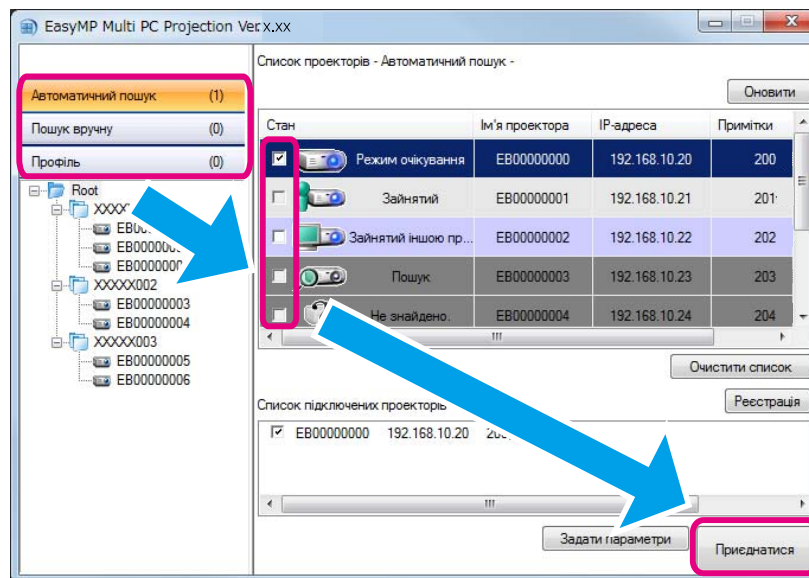 EasyMP Multi PC Projection Ver.x.xx
Список проекторів - Автоматичний пошук -
Автоматичний пошук (1)
Пошук вручну (0)
Профіль (0)
Оновити
Стан Ім'я проектора IP-адреса Примітки
Режим очікування EB00000000 192.168.10.20 200
Зайнятий EB00000001 192.168.10.21 201
Зайнятий іншою пр... EB00000002 192.168.10.22 202
Пошук EB00000003 192.168.10.23 203
Не знайдено. EB00000004 192.168.10.24 204
Root
XXXXX002
EB00000003
EB00000004
XXXXX003
EB00000005
EB00000006
Очистити список
Реєстрація
Список підключених проекторів
EB00000000 192.168.10.20
Задати параметри
Приєднатися